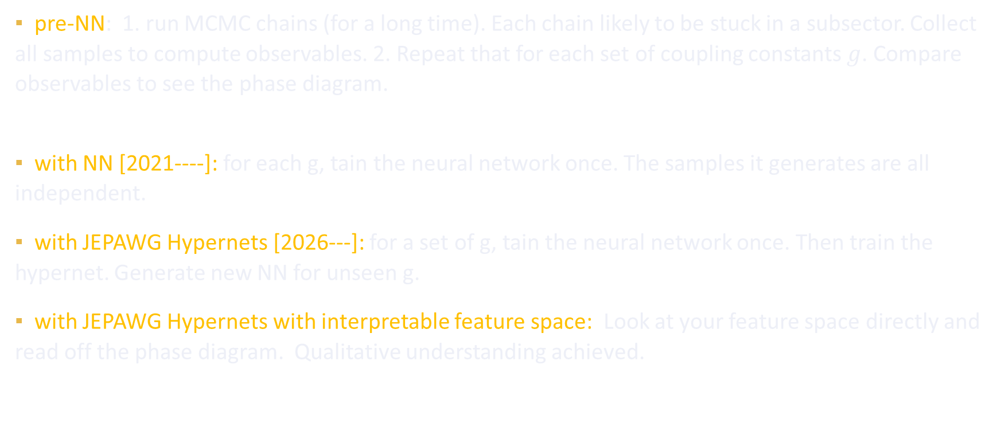 ▪ pre-NN:  1. run MCMC chains (for a long time). Each chain likely to be stuck in a subsector. Collect
all samples to compute observables. 2. Repeat that for each set of coupling constants g. Compare
observables to see the phase diagram.
▪ with NN [2021----]: for each g, tain the neural network once. The samples it generates are all
independent.
▪ with JEPAWG Hypernets [2026---]: for a set of g, tain the neural network once. Then train the
hypernet. Generate new NN for unseen g.
▪ with JEPAWG Hypernets with interpretable feature space:  Look at your feature space directly and
read off the phase diagram.  Qualitative understanding achieved.